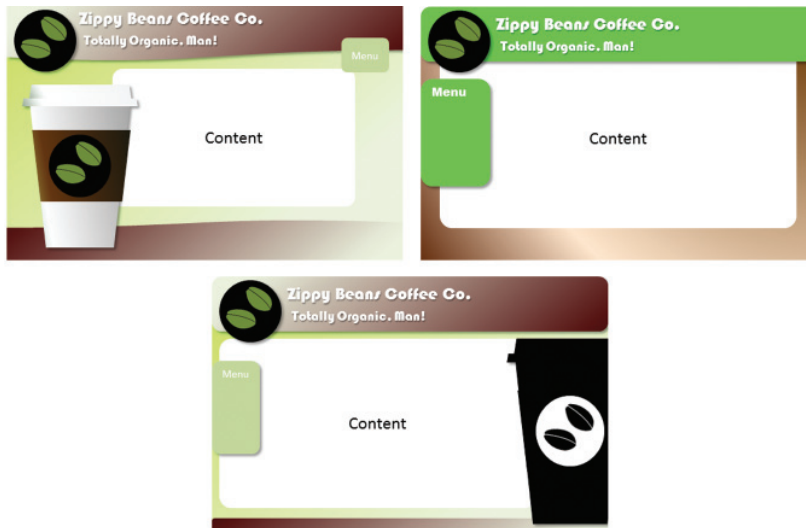 Zippy Beans Coffee Co.
Totally Organic, Man!
Menu
Content
Zippy Beans Coffee Co.
Totally Organic, Man!
Menu
Content
Zippy Beans Coffee Co.
Totally Organic, Man!
Menu
Content